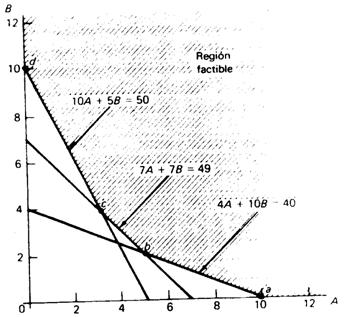 B
12
Región
factible
d
10
10A + 5B = 50
8
7A + 7B = 49
6
4A + 10B = 40
4
c
2
b
a
0
0 2 4 6 8 10 12 A